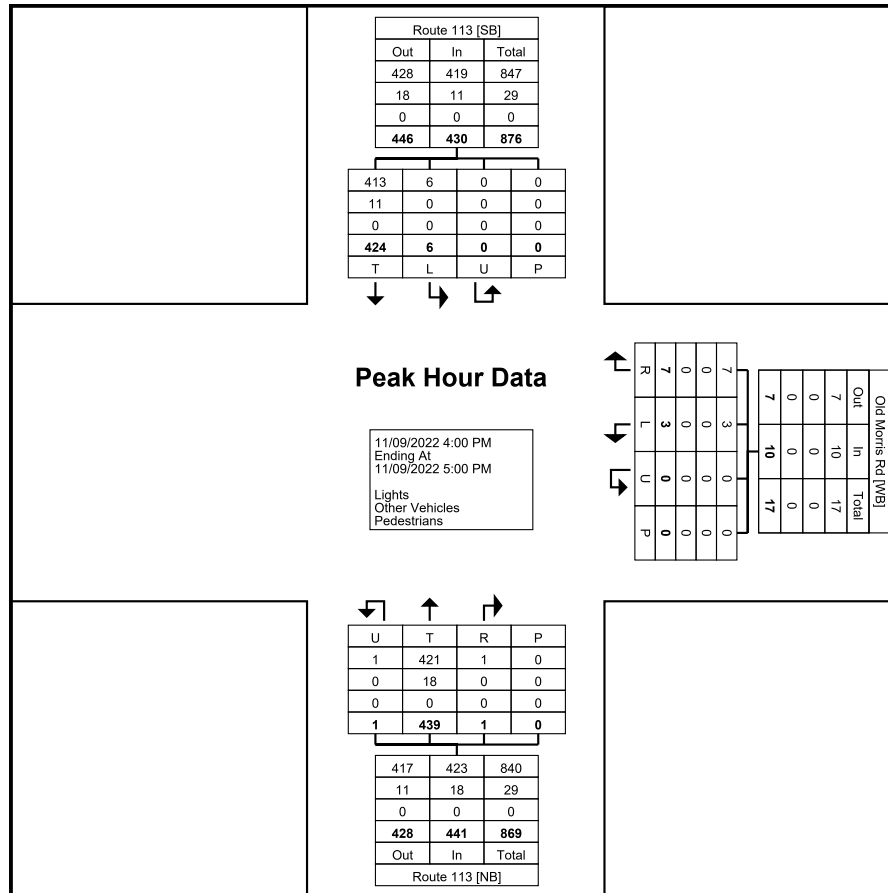 Route 113 [SB]
Out In Total
428 419 847
18 11 29
0 0 0
446 430 876
413 6 0 0
11 0 0 0
0 0 0 0
424 6 0 0
T L U P
Peak Hour Data
11/09/2022 4:00 PM
Ending At
11/09/2022 5:00 PM
Lights
Other Vehicles
Pedestrians
Old Morris Rd [WB]
Out In Total
7 10 17
0 0 0
0 0 0
7 10 17
7 3 0 0
0 0 0 0
0 0 0 0
7 3 0 0
R L U P
U T R P
1 421 1 0
0 18 0 0
0 0 0 0
1 439 1 0
417 423 840
11 18 29
0 0 0
428 441 869
Out In Total
Route 113 [NB]